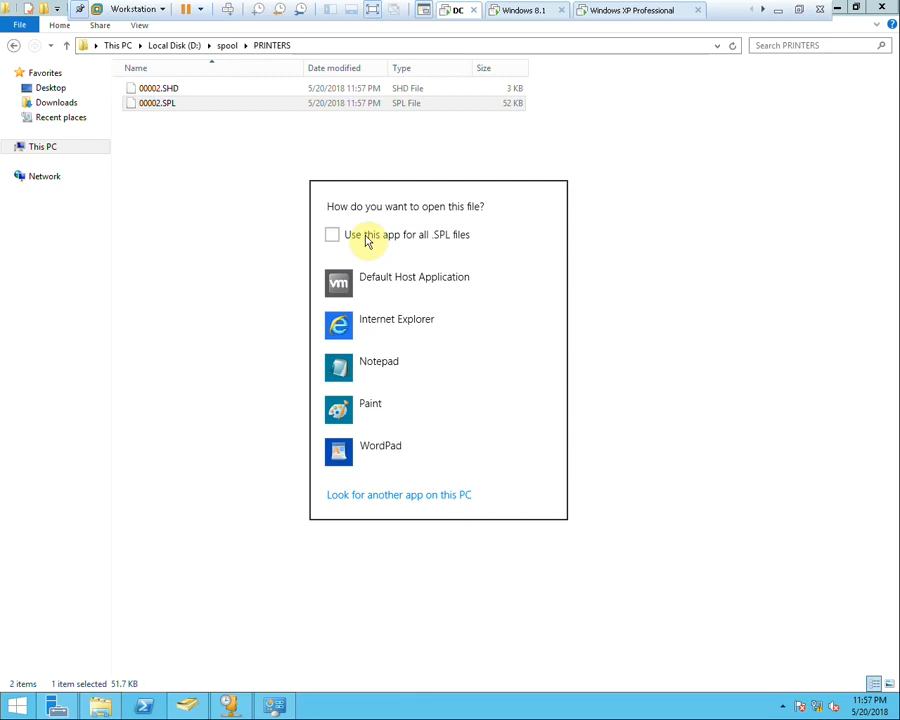 Workstation
DC
Windows 8.1
Windows XP Professional
File
Home
Share
View
This PC
Local Disk (D:)
spool
PRINTERS
Search PRINTERS
Favorites
Desktop
Downloads
Recent places
This PC
Network
Name
Date modified
Type
Size
00002.SHD
5/20/2018 11:57 PM
SHD File
3 KB
00002.SPL
5/20/2018 11:57 PM
SPL File
52 KB
How do you want to open this file?
Use this app for all .SPL files
vm
Default Host Application
Internet Explorer
Notepad
Paint
WordPad
Look for another app on this PC
2 items
1 item selected 51.7 KB
11:57 PM
5/20/2018